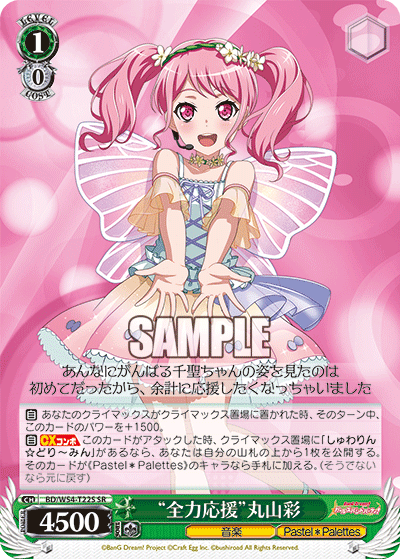 LEVEL
1
0
COST
SAMPLE
あんなにがんばる千聖ちゃんの姿を見たのは
初めてだったから、余計に応援したくなっちゃいました
【自】 あなたのクライマックスがクライマックス置場に置かれた時、そのターン中、
このカードのパワーを+1500。
【自】 CXコンボ このカードがアタックした時、クライマックス置場に「しゅわりん
☆どり〜みん」があるなら、あなたは自分の山札の上から1枚を公開する。
そのカードが《Pastel*Palettes》のキャラなら手札に加える。(そうでない
なら元に戻す)
CH BD/WS4-T22S SR
POWER 4500
“全力応援”丸山彩
音楽 Pastel*Palettes
©BanG Dream! Project ©Craft Egg Inc. ©bushiroad All Rights Reserved.